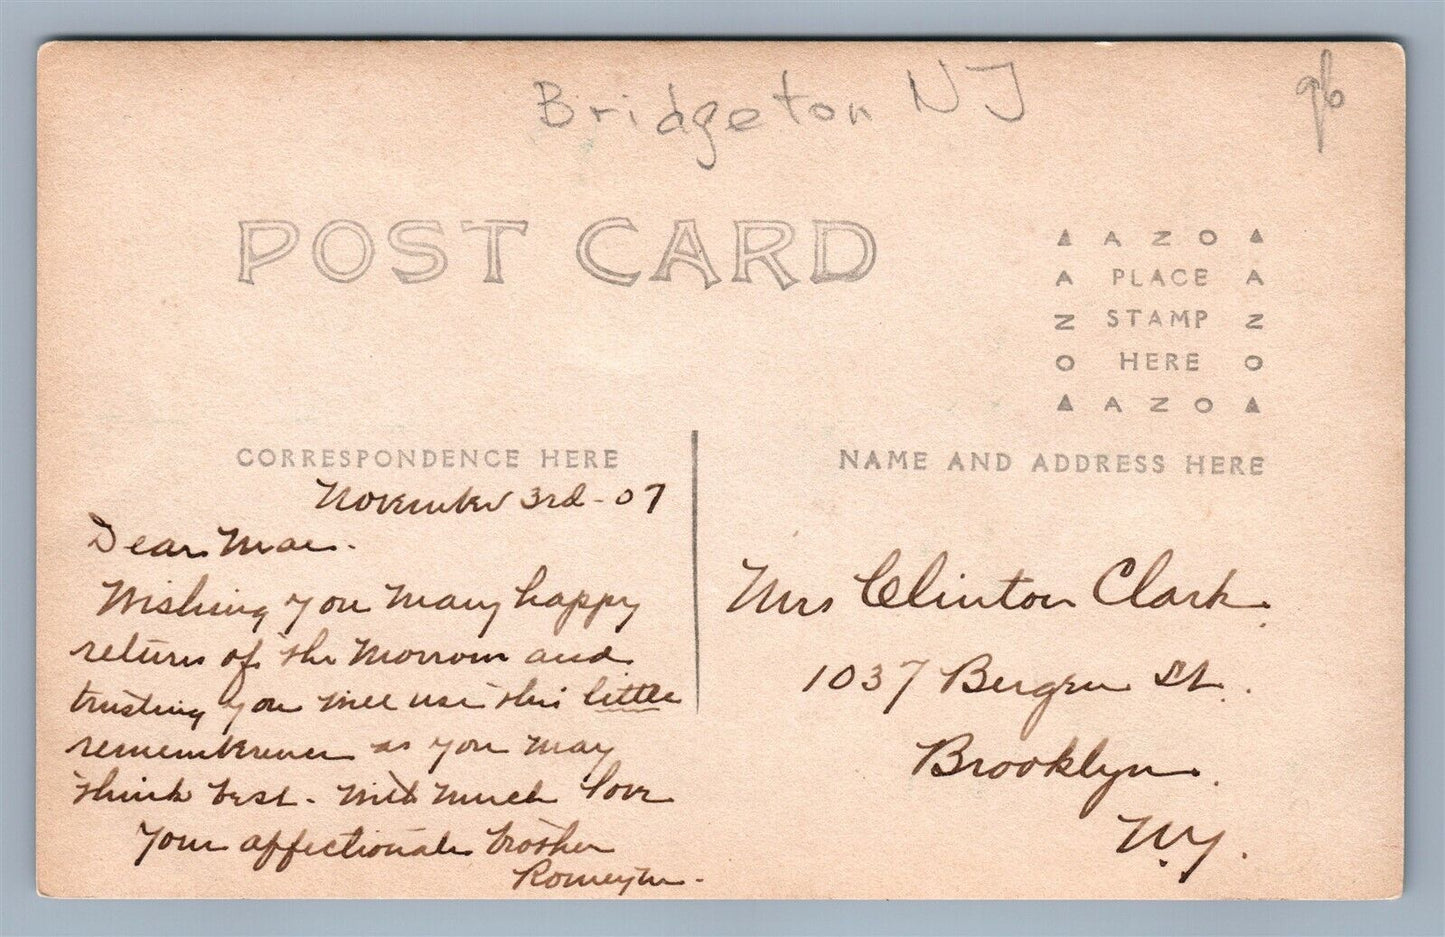 Bridgeton NJ
96
POST CARD
▲ A Z O ▲
A PLACE A
N STAMP N
O HERE O
▲ A Z O ▲
CORRESPONDENCE HERE
NAME AND ADDRESS HERE
November 3rd - 07
Dear Mae.
Wishing you many happy
returns of the morrow and
trusting you will use this little
remembrance as you may
think best. With much love
Your affectionate brother
Romeyn.
Mrs Clinton Clark.
1037 Bergen St.
Brooklyn.
N.Y.